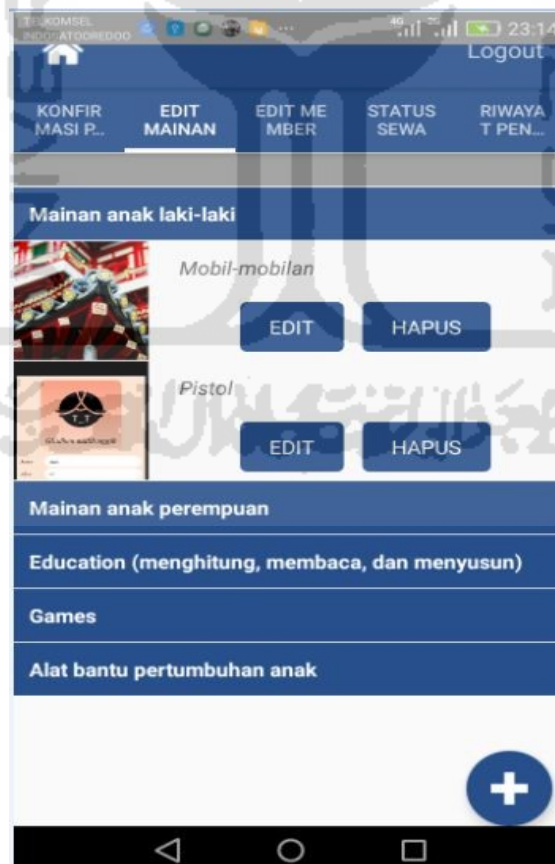 TELKOMSEL
INDOSATOOREDOO
4G 2G 23:14
Logout
KONFIR
MASI P...
EDIT
MAINAN
EDIT ME
MBER
STATUS
SEWA
RIWAYA
T PEN...
Mainan anak laki-laki
Mobil-mobilan
EDIT HAPUS
Pistol
EDIT HAPUS
Mainan anak perempuan
Education (menghitung, membaca, dan menyusun)
Games
Alat bantu pertumbuhan anak